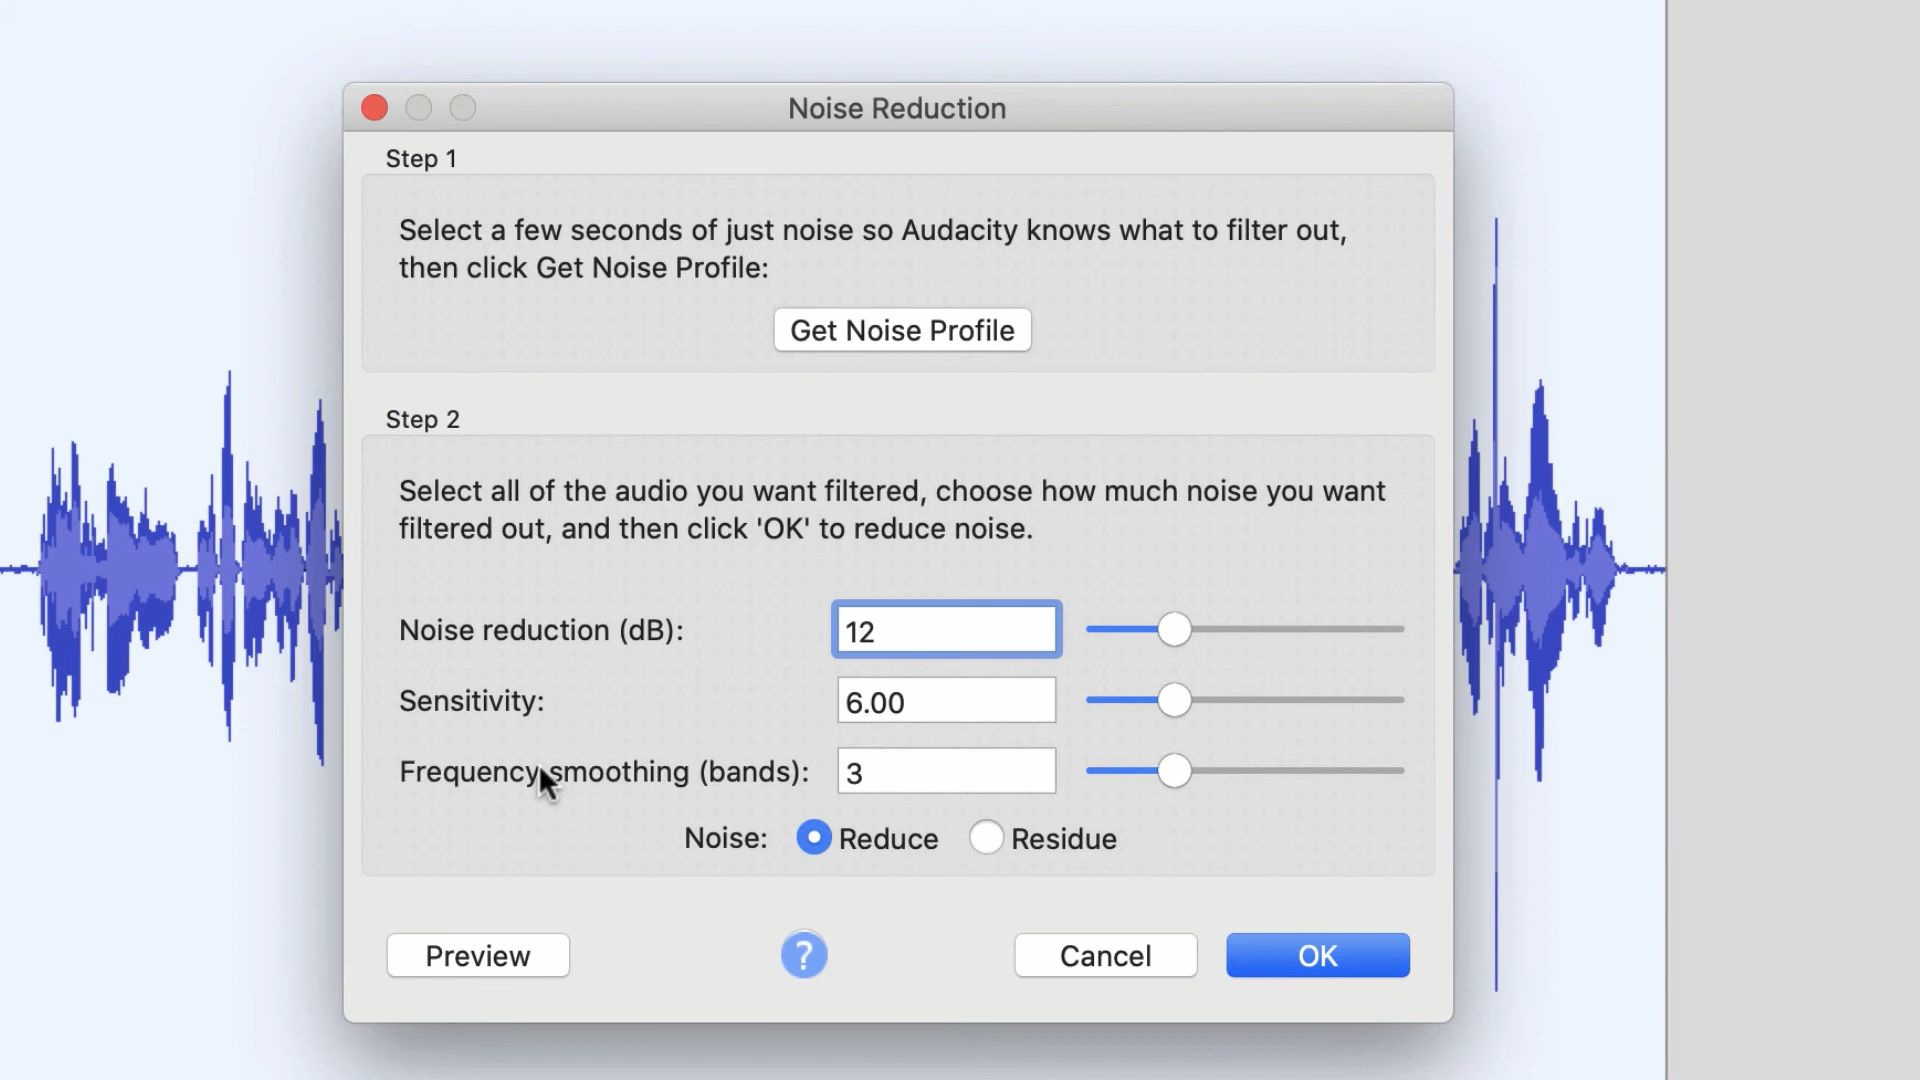 Noise Reduction
Step 1
Select a few seconds of just noise so Audacity knows what to filter out,
then click Get Noise Profile:
Get Noise Profile
Step 2
Select all of the audio you want filtered, choose how much noise you want
filtered out, and then click 'OK' to reduce noise.
Noise reduction (dB): 12
Sensitivity: 6.00
Frequency smoothing (bands): 3
Noise: Reduce Residue
Preview ? Cancel OK